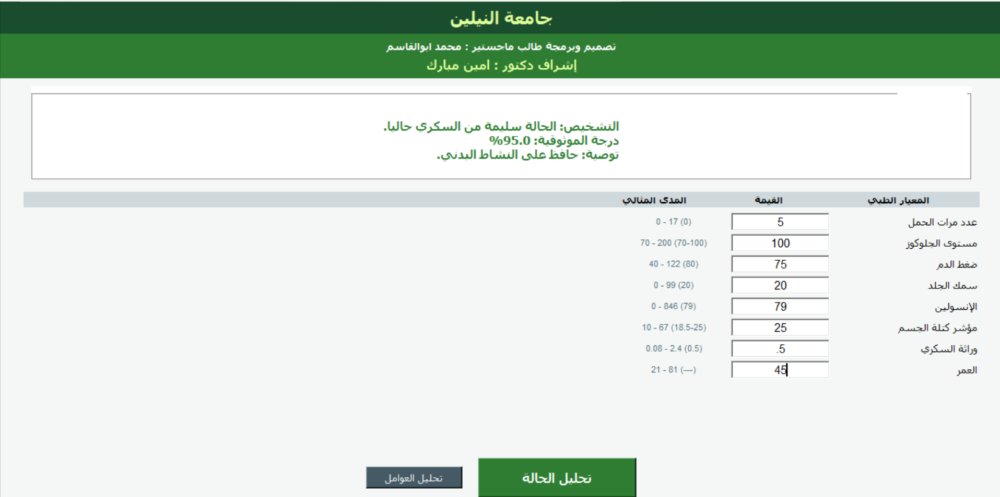 جامعة النيلين
تصميم وبرمجة طالب ماجستير : محمد ابوالقاسم
إشراف دكتور : امين مبارك
التشخيص: الحالة سليمة من السكري حاليا.
درجة الموثوقية: 95.0%
توصية: حافظ على النشاط البدني.
المعيار الطبي القيمة المدى المثالي
عدد مرات الحمل 5 0 - 17 (0)
مستوى الجلوكوز 100 70 - 200 (70-100)
ضغط الدم 75 40 - 122 (80)
سمك الجلد 20 0 - 99 (20)
الإنسولين 79 0 - 846 (79)
مؤشر كتلة الجسم 25 10 - 67 (18.5-25)
وراثة السكري .5 0.08 - 2.4 (0.5)
العمر 45 21 - 81 (---)
تحليل الحالة تحليل العوامل